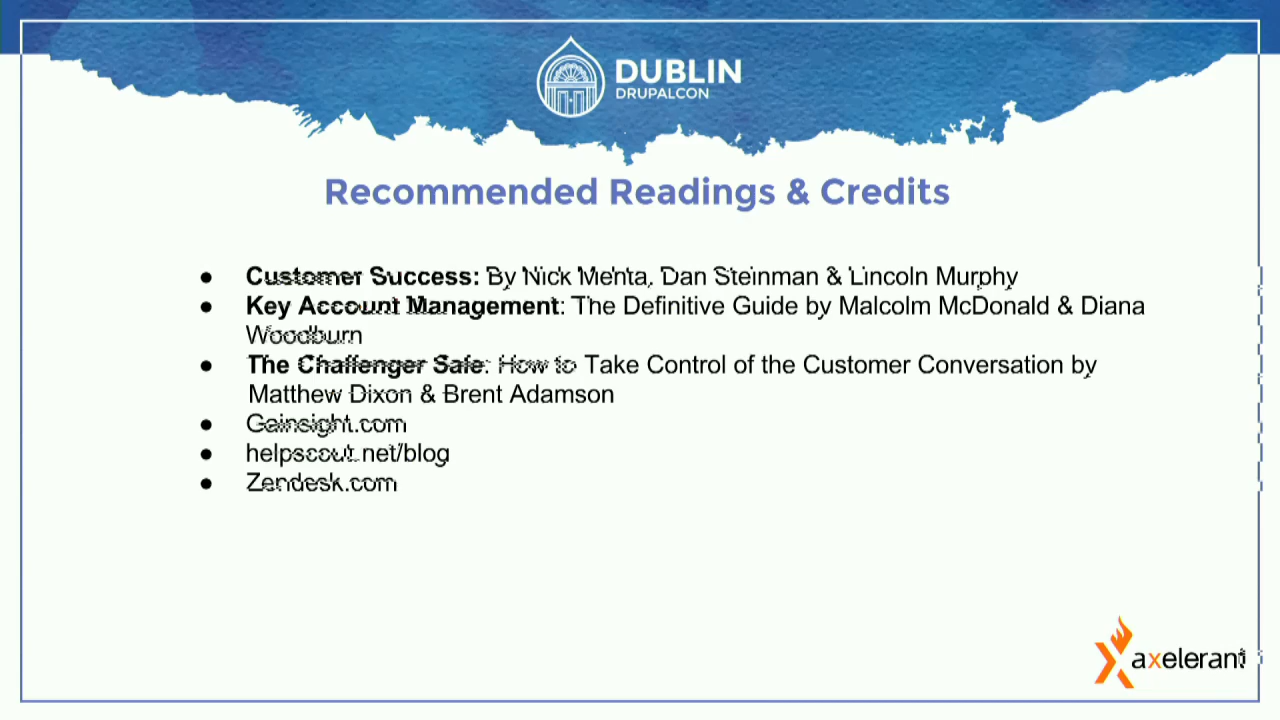 DUBLIN
DRUPALCON
Recommended Readings & Credits
● Customer Success: By Nick Mehta, Dan Steinman & Lincoln Murphy
● Key Account Management: The Definitive Guide by Malcolm McDonald & Diana
Woodburn
● The Challenger Sale: How to Take Control of the Customer Conversation by
Matthew Dixon & Brent Adamson
● Gainsight.com
● helpscout.net/blog
● Zendesk.com
axelerant